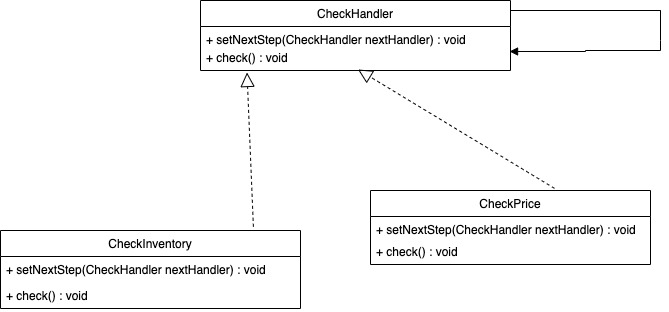 CheckHandler
+ setNextStep(CheckHandler nextHandler) : void
+ check() : void
CheckPrice
+ setNextStep(CheckHandler nextHandler) : void
+ check() : void
CheckInventory
+ setNextStep(CheckHandler nextHandler) : void
+ check() : void